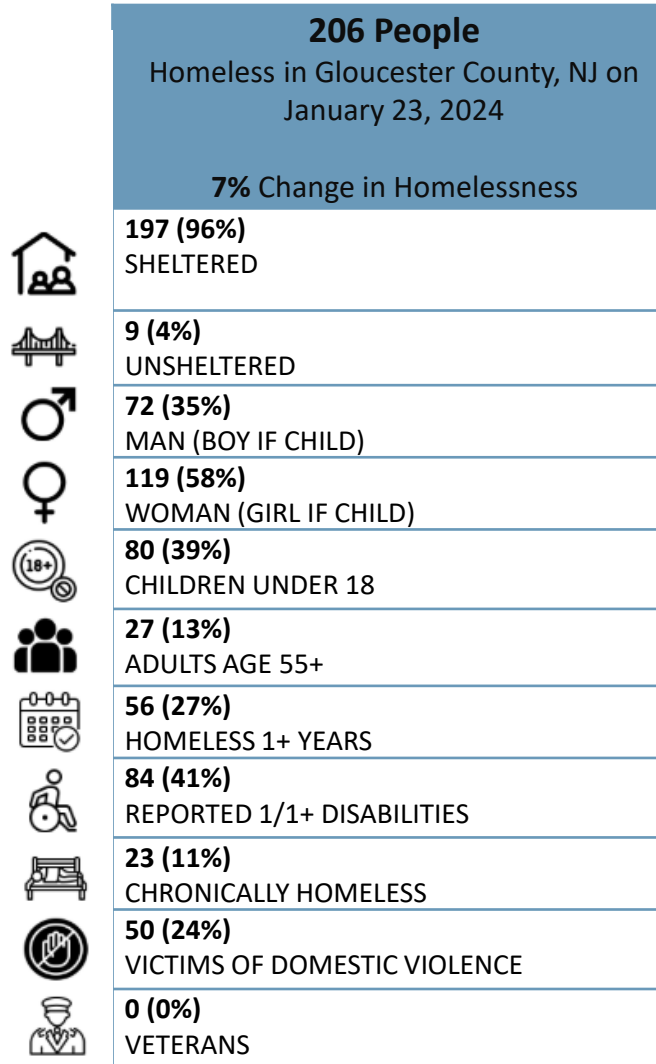 206 People
Homeless in Gloucester County, NJ on
January 23, 2024
7% Change in Homelessness
197 (96%)
SHELTERED
9 (4%)
UNSHELTERED
72 (35%)
MAN (BOY IF CHILD)
119 (58%)
WOMAN (GIRL IF CHILD)
18+
80 (39%)
CHILDREN UNDER 18
27 (13%)
ADULTS AGE 55+
56 (27%)
HOMELESS 1+ YEARS
84 (41%)
REPORTED 1/1+ DISABILITIES
23 (11%)
CHRONICALLY HOMELESS
50 (24%)
VICTIMS OF DOMESTIC VIOLENCE
0 (0%)
VETERANS